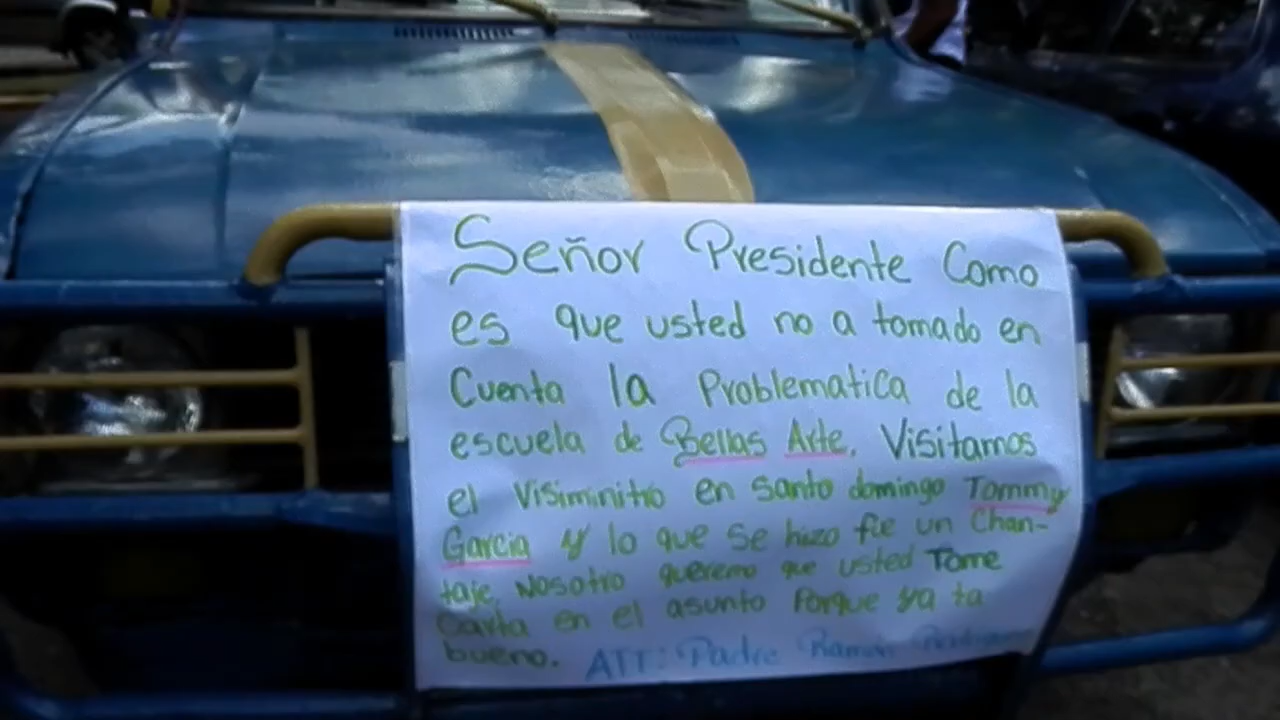 Señor Presidente Como
es que usted no a tomado en
Cuenta la Problematica de la
escuela de Bellas Arte. Visitamos
el Visiminitro en santo domingo Tommy
Garcia y lo que se hizo fue un Chan-
taje. Nosotro queremo que usted Tome
Carta en el asunto Porque ya ta
bueno. ATT: Padre Ramón